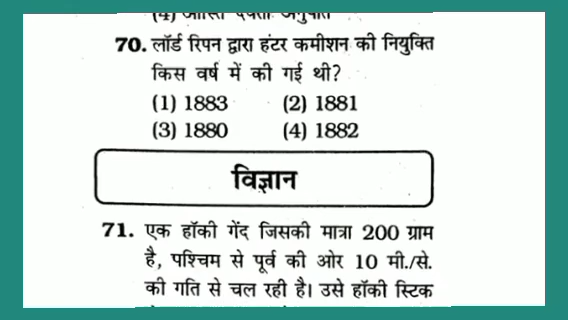 70. लॉर्ड रिपन द्वारा हंटर कमीशन की नियुक्ति
किस वर्ष में की गई थी?
(1) 1883 (2) 1881
(3) 1880 (4) 1882
विज्ञान
71. एक हॉकी गेंद जिसकी मात्रा 200 ग्राम
है, पश्चिम से पूर्व की ओर 10 मी./से.
की गति से चल रही है। उसे हॉकी स्टिक